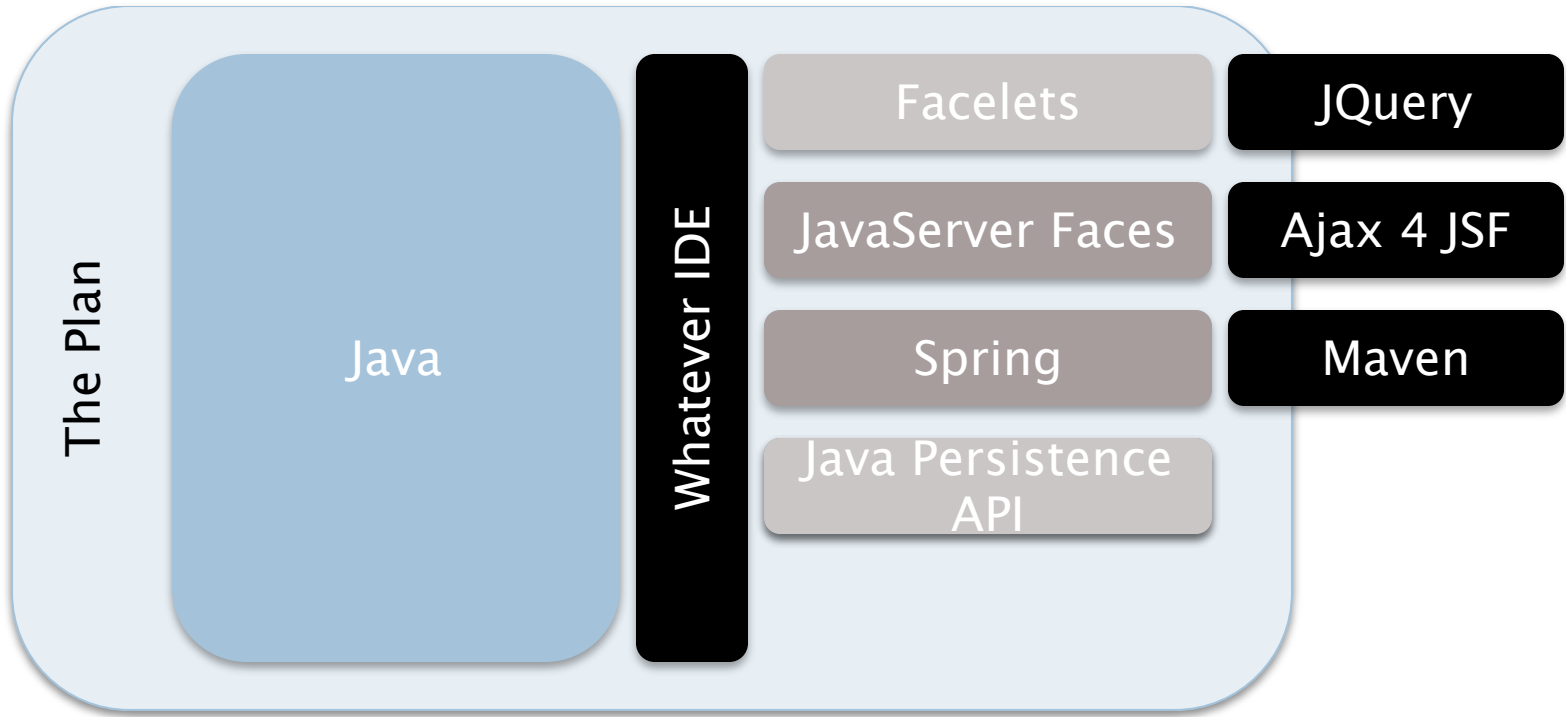 The Plan
Java
Whatever IDE
Facelets
JQuery
JavaServer Faces
Ajax 4 JSF
Spring
Maven
Java Persistence
API